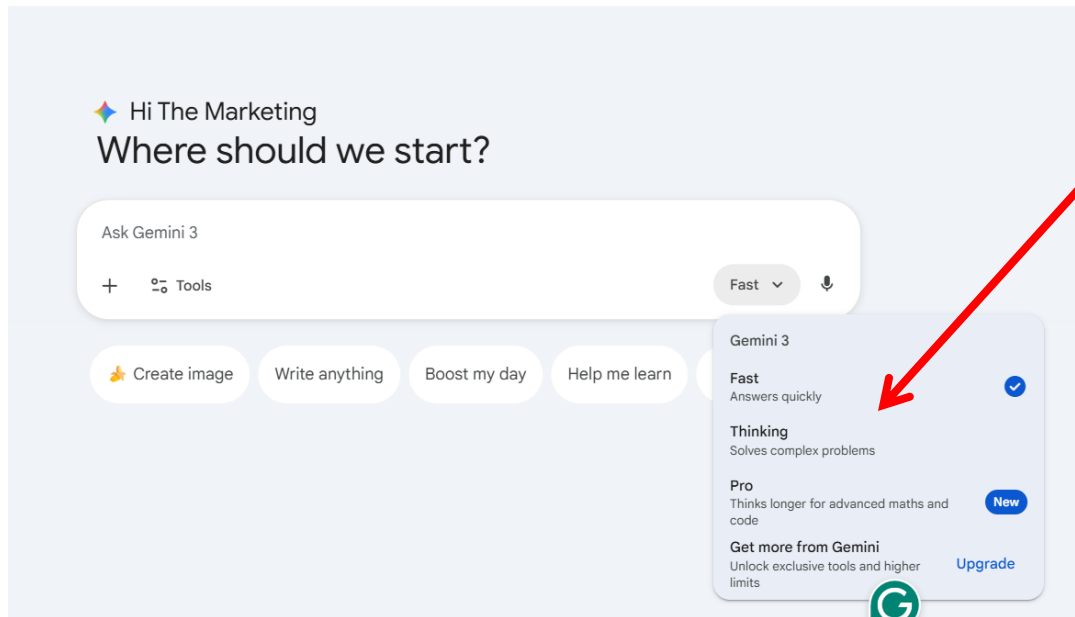 Hi The Marketing
Where should we start?
Ask Gemini 3
Tools
Fast
Create image
Write anything
Boost my day
Help me learn
Gemini 3
Fast
Answers quickly
Thinking
Solves complex problems
Pro
Thinks longer for advanced maths and
code
New
Get more from Gemini
Unlock exclusive tools and higher
limits
Upgrade